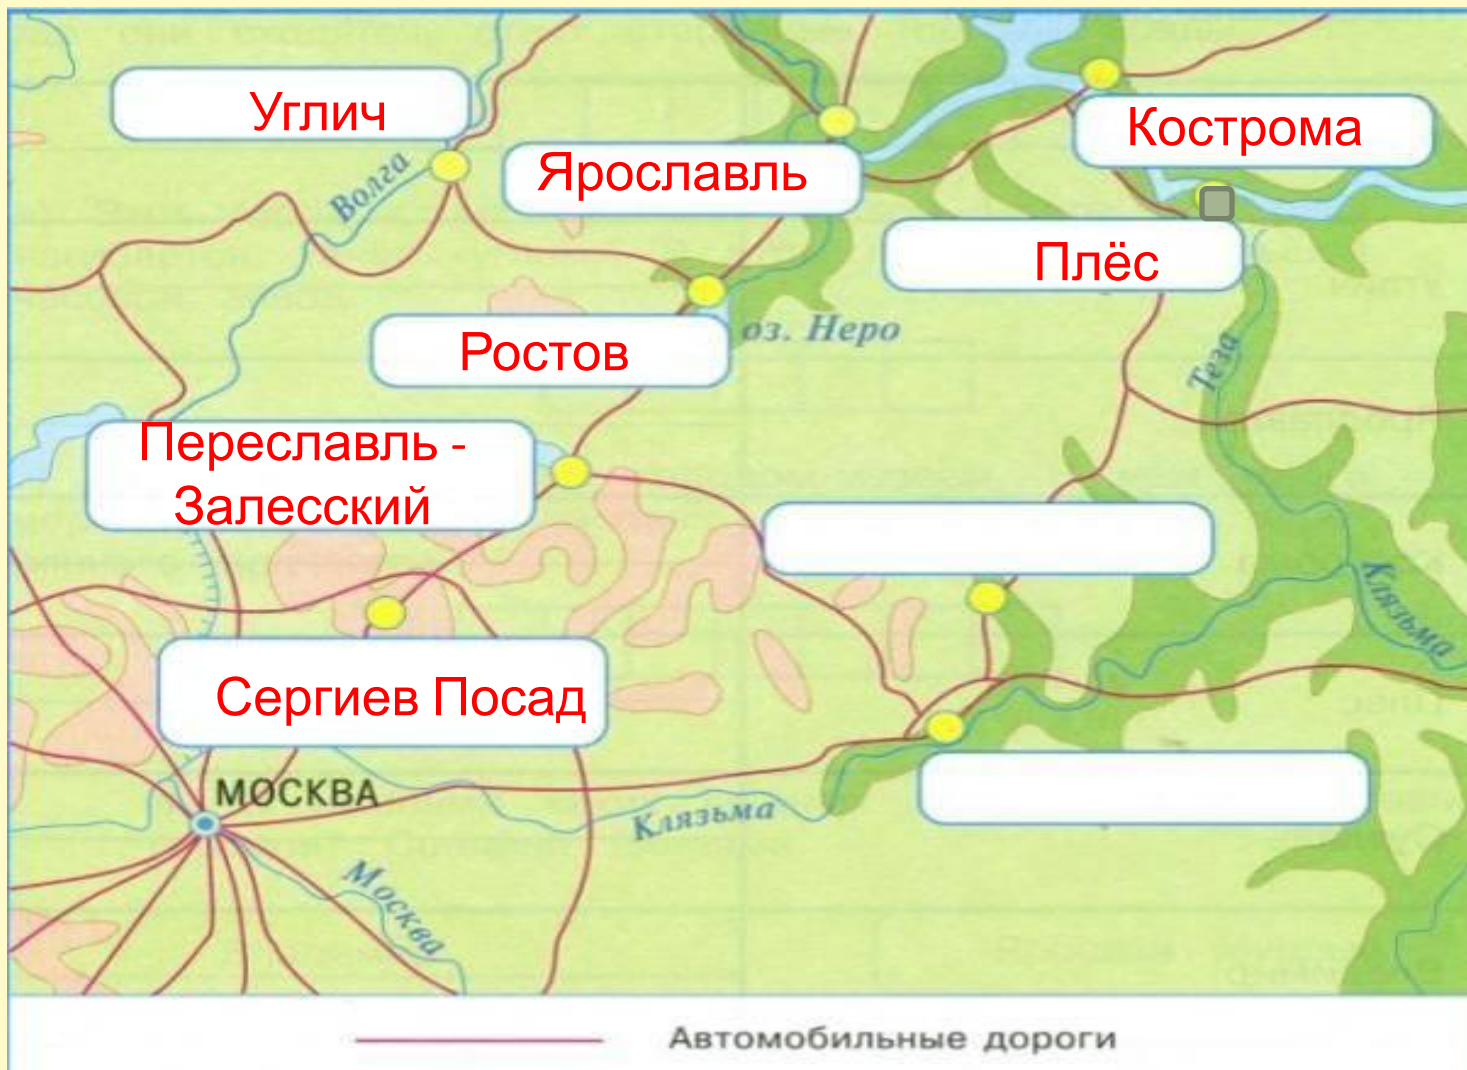 Углич
Кострома
Ярославль
Волга
Плёс
оз. Неро
Ростов
Теза
Переславль -
Залесский
Клязьма
Сергиев Посад
МОСКВА
Клязьма
Москва
Автомобильные дороги